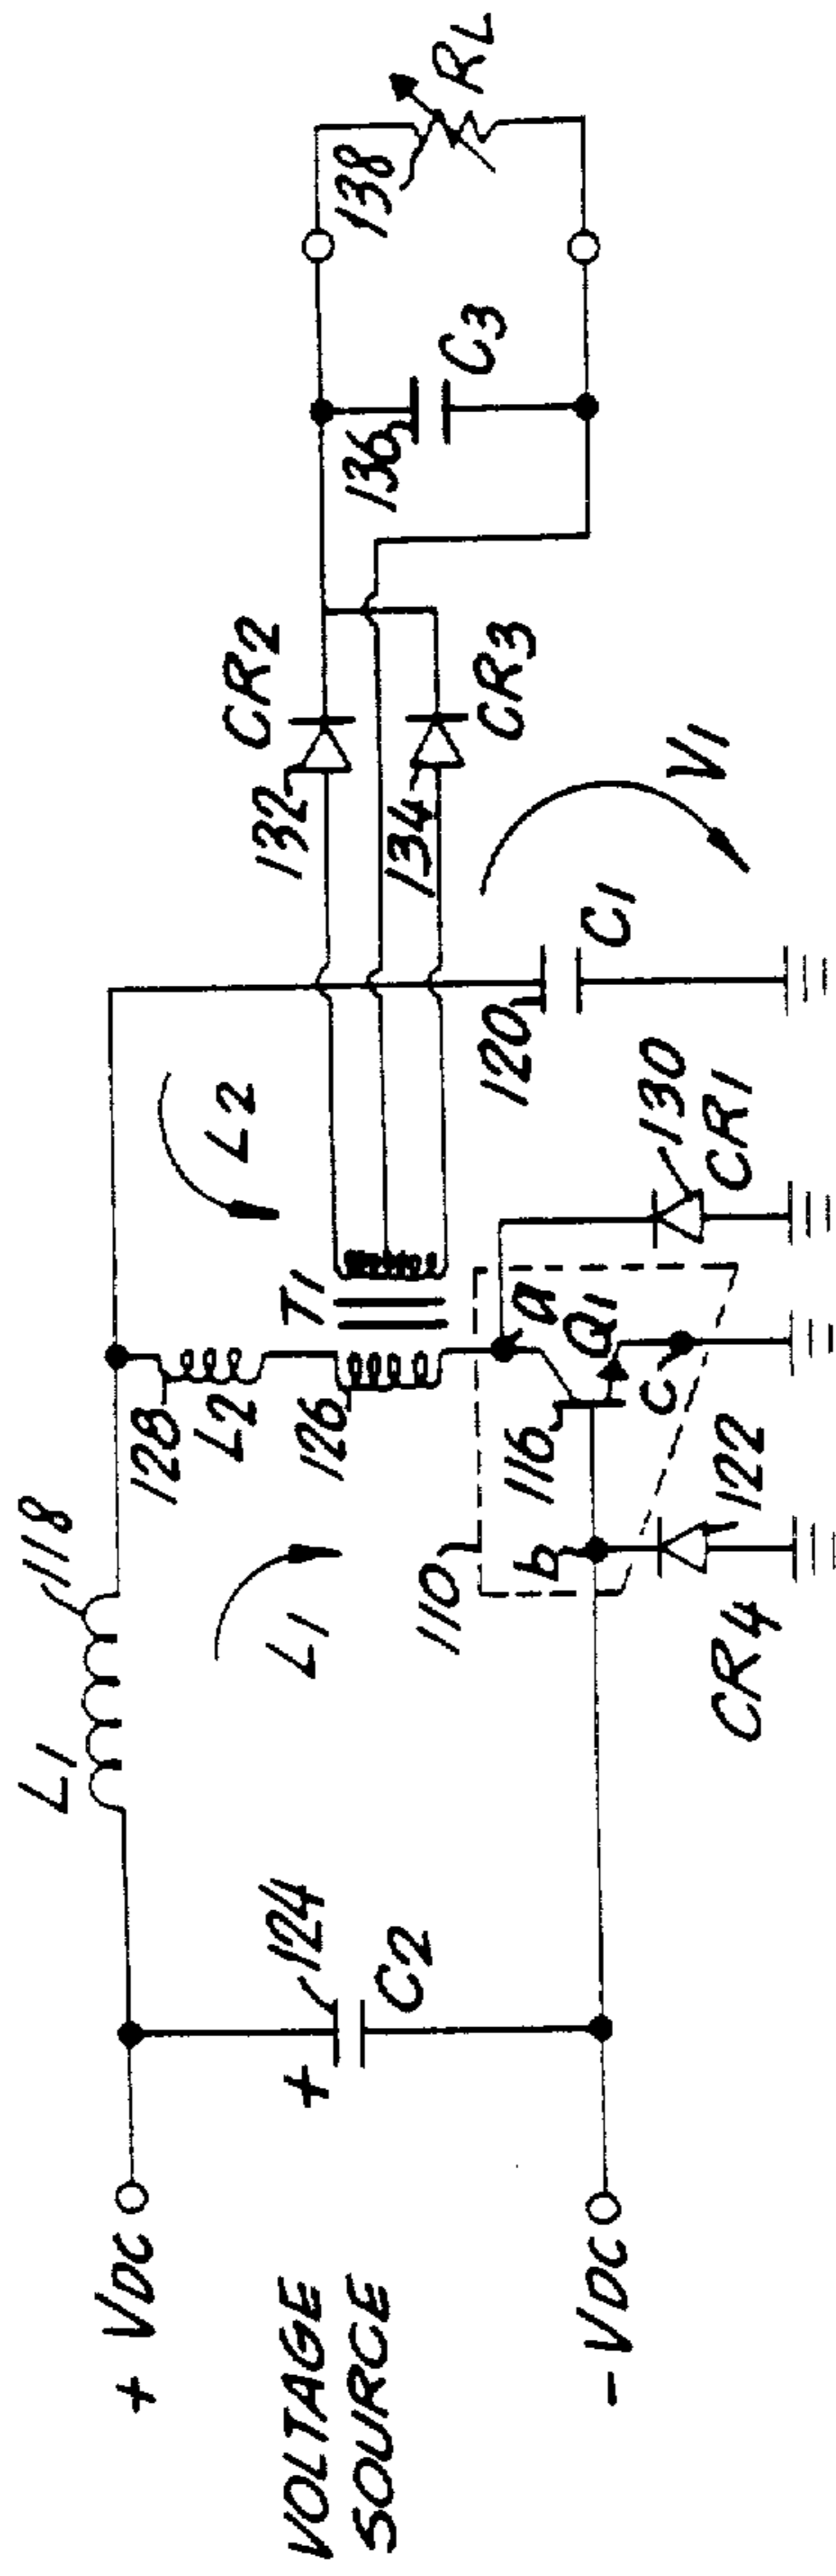 + VDC
VOLTAGE
SOURCE
- VDC
+
124
C2
L1
118
L1
128
L2
126
T1
L2
110
116
a
b
c
Q1
122
CR4
130
CR1
120
C1
V1
132
CR2
134
CR3
136
C3
138
RL